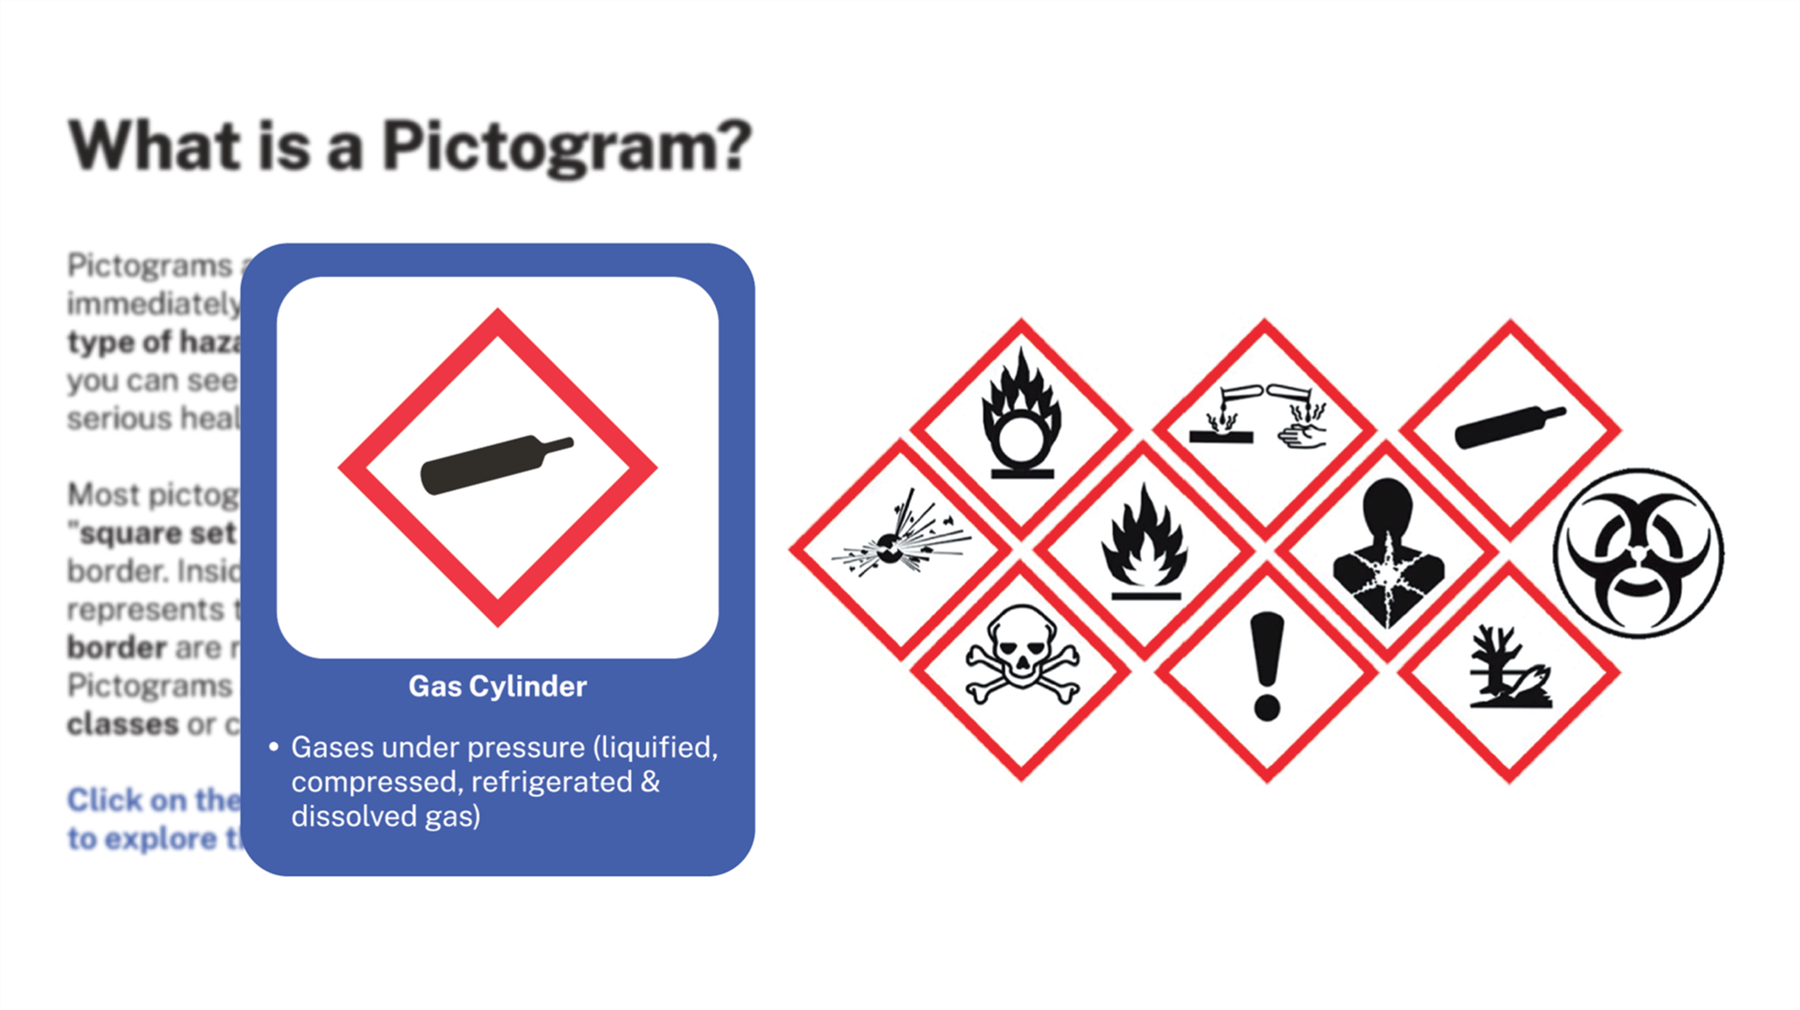 What is a Pictogram?
Pictograms
immediately
type of haza
you can see
serious heal
Most pictog
"square set
border. Insid
represents t
border are r
Pictograms
classes or c
Click on the
to explore th
Gas Cylinder
• Gases under pressure (liquified,
compressed, refrigerated &
dissolved gas)